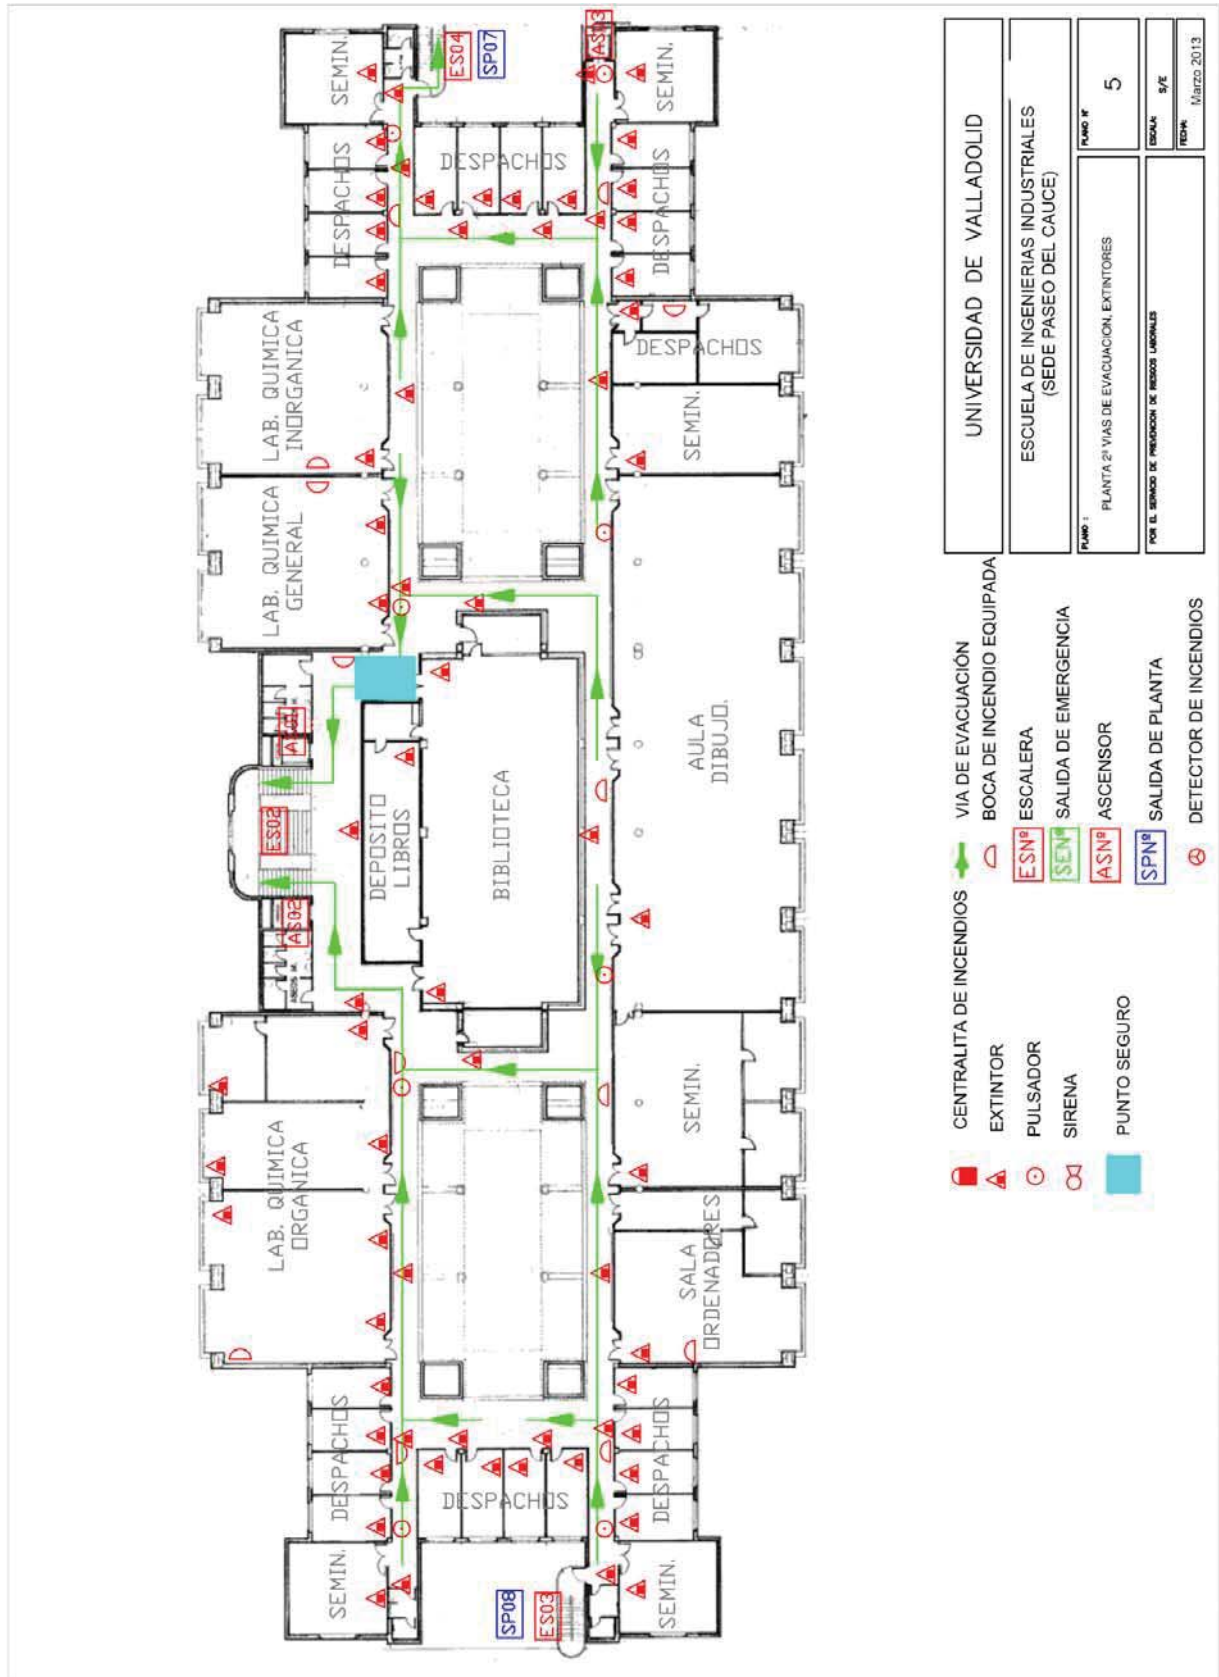 ES02
LAB. QUIMICA
ORGANICA
LAB. QUIMICA
GENERAL
LAB. QUIMICA
INORGANICA
ASEOS M.
AS02
SEMIN.
DESPACHOS
DESPACHOS
SEMIN.
DEPOSITO
LIBROS
ES04
SP07
BIBLIOTECA
DESPACHOS
DESPACHOS
SP08
ES03
AS03
SEMIN.
DESPACHOS
SALA
ORDENADORES
SEMIN.
AULA
DIBUJO.
SEMIN.
DESPACHOS
DESPACHOS
SEMIN.
CENTRALITA DE INCENDIOS
EXTINTOR
PULSADOR
SIRENA
PUNTO SEGURO
VIA DE EVACUACIÓN
BOCA DE INCENDIO EQUIPADA
ESNº ESCALERA
SENº SALIDA DE EMERGENCIA
ASNº ASCENSOR
SPNº SALIDA DE PLANTA
DETECTOR DE INCENDIOS
UNIVERSIDAD DE VALLADOLID
ESCUELA DE INGENIERIAS INDUSTRIALES
(SEDE PASEO DEL CAUCE)
PLANO :
PLANTA 2ª VIAS DE EVACUACION, EXTINTORES
PLANO Nº
5
POR EL SERVICIO DE PREVENCION DE RIESGOS LABORALES
ESCALA: S/E
FECHA: Marzo 2013